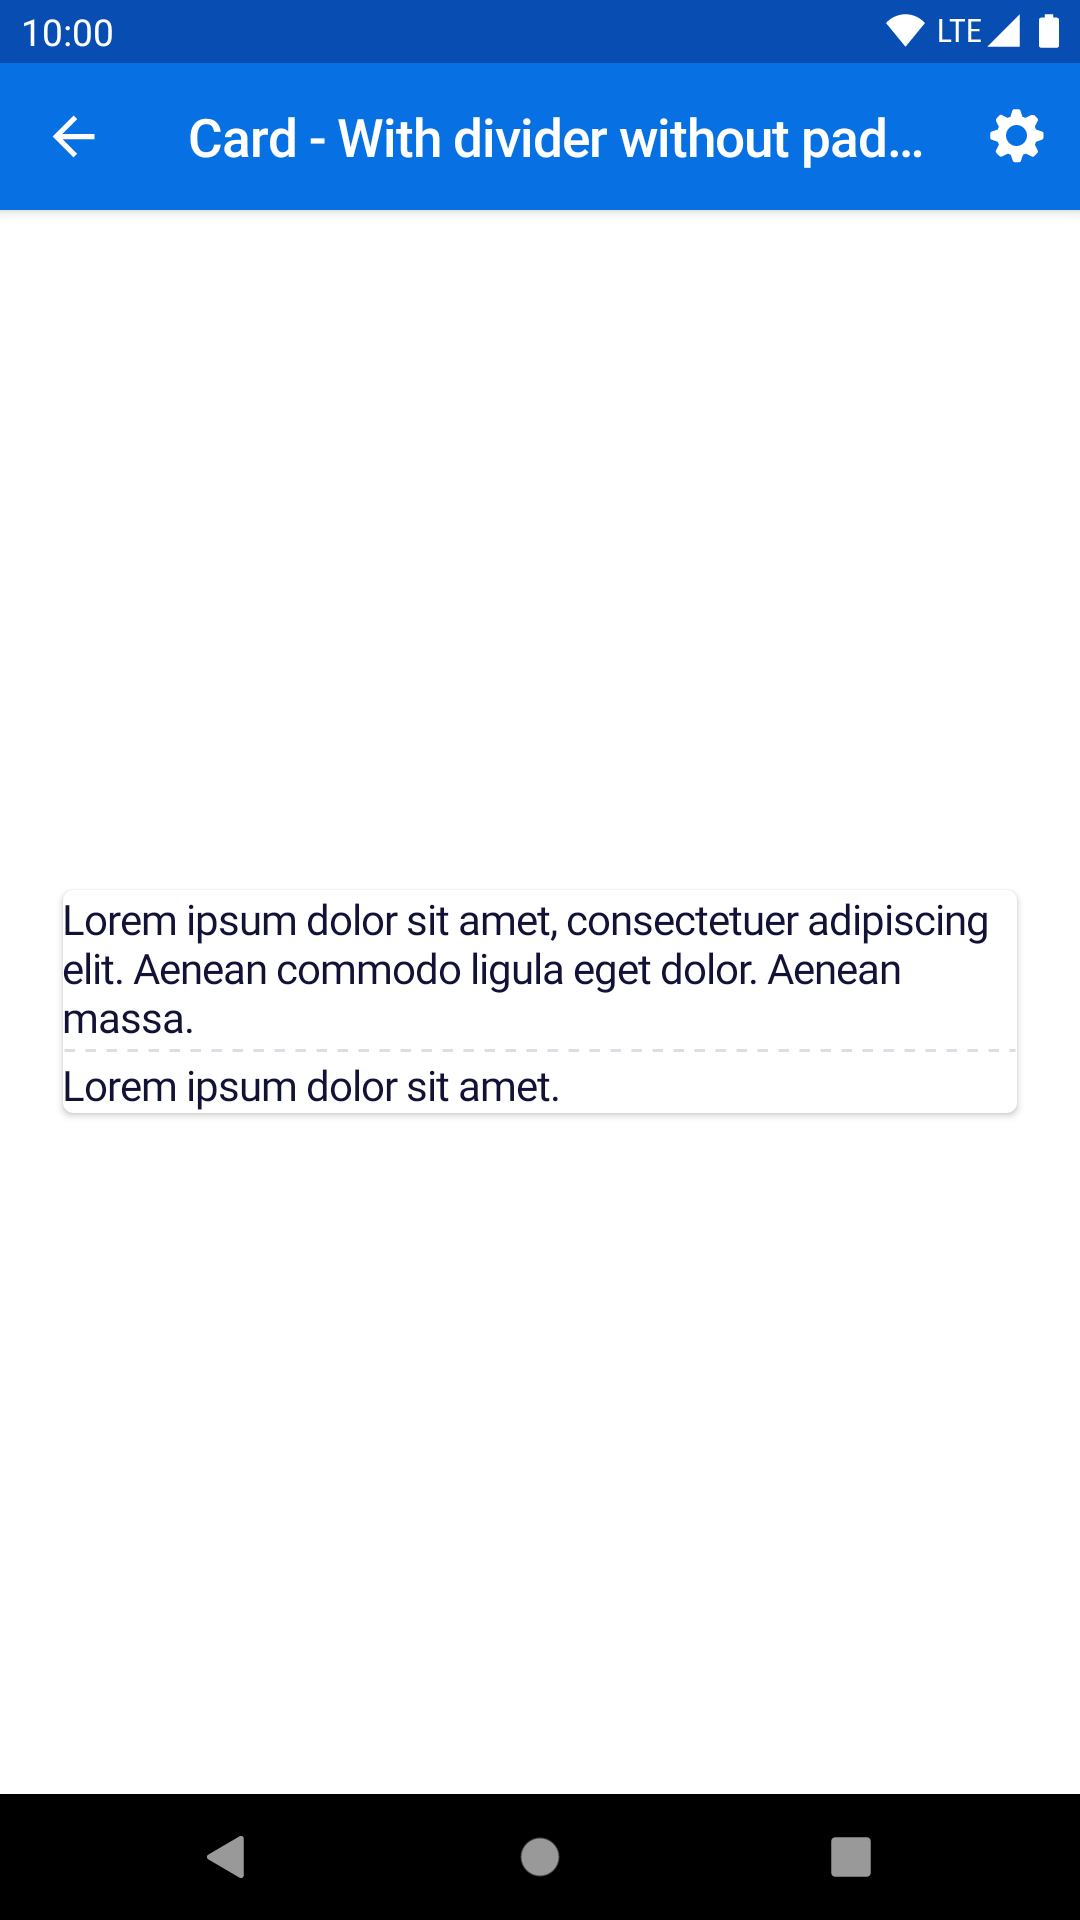 10:00
LTE
Card - With divider without pad...
Lorem ipsum dolor sit amet, consectetuer adipiscing
elit. Aenean commodo ligula eget dolor. Aenean
massa.
Lorem ipsum dolor sit amet.